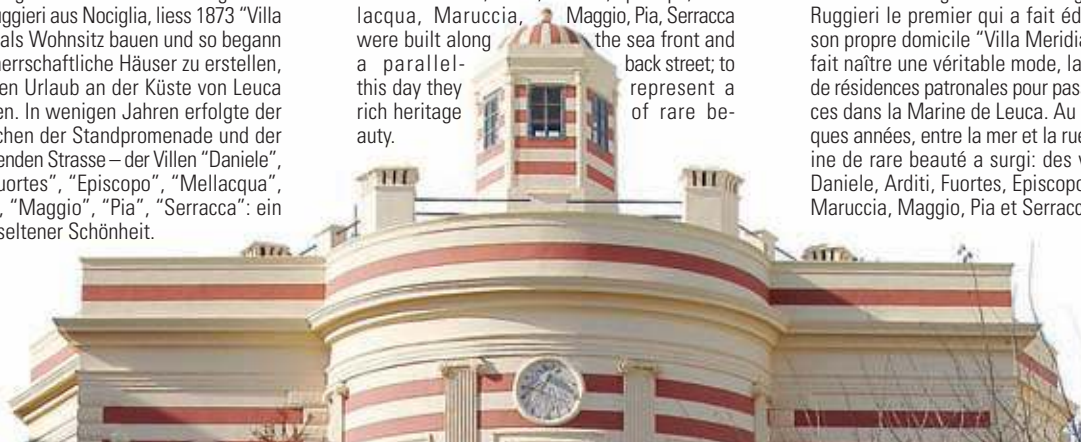 ggieri aus Nociglia, liess 1873 “Villa
als Wohnsitz bauen und so begann
herrschaftliche Häuser zu erstellen,
en Urlaub an der Küste von Leuca
en. In wenigen Jahren erfolgte der
chen der Standpromenade und der
enden Strasse – der Villen “Daniele”,
uortes”, “Episcopo”, “Mellacqua”,
, “Maggio”, “Pia”, “Serracca”: ein
seltener Schönheit.
lacqua, Maruccia, Maggio, Pia, Serracca
were built along the sea front and
a parallel- back street; to
this day they represent a
rich heritage of rare be-
auty.
Ruggieri le premier qui a fait éd
son propre domicile “Villa Meridia
fait naître une véritable mode, la
de résidences patronales pour pas
ces dans la Marine de Leuca. Au
ques années, entre la mer et la rue
ine de rare beauté a surgi: des v
Daniele, Arditi, Fuortes, Episcopo
Maruccia, Maggio, Pia et Serracc